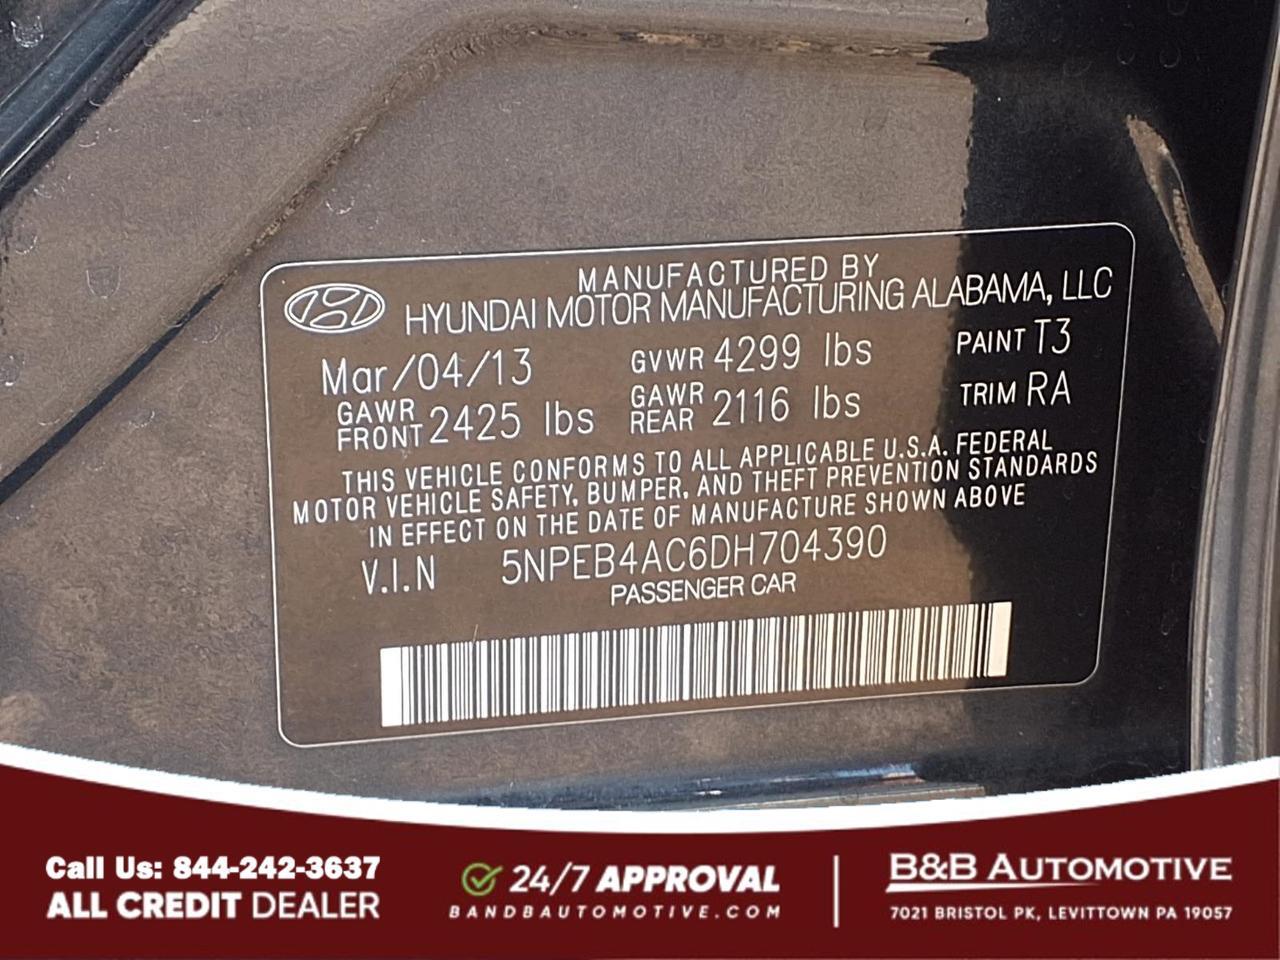 MANUFACTURED BY
HYUNDAI MOTOR MANUFACTURING ALABAMA, LLC
Mar/04/13 GVWR 4299 lbs PAINT T3
GAWR FRONT 2425 lbs GAWR REAR 2116 lbs TRIM RA
THIS VEHICLE CONFORMS TO ALL APPLICABLE U.S.A. FEDERAL
MOTOR VEHICLE SAFETY, BUMPER, AND THEFT PREVENTION STANDARDS
IN EFFECT ON THE DATE OF MANUFACTURE SHOWN ABOVE
V.I.N 5NPEB4AC6DH704390
PASSENGER CAR
Call Us: 844-242-3637
ALL CREDIT DEALER
24/7 APPROVAL
BANDBAUTOMOTIVE.COM
B&B AUTOMOTIVE
7021 BRISTOL PK, LEVITTOWN PA 19057